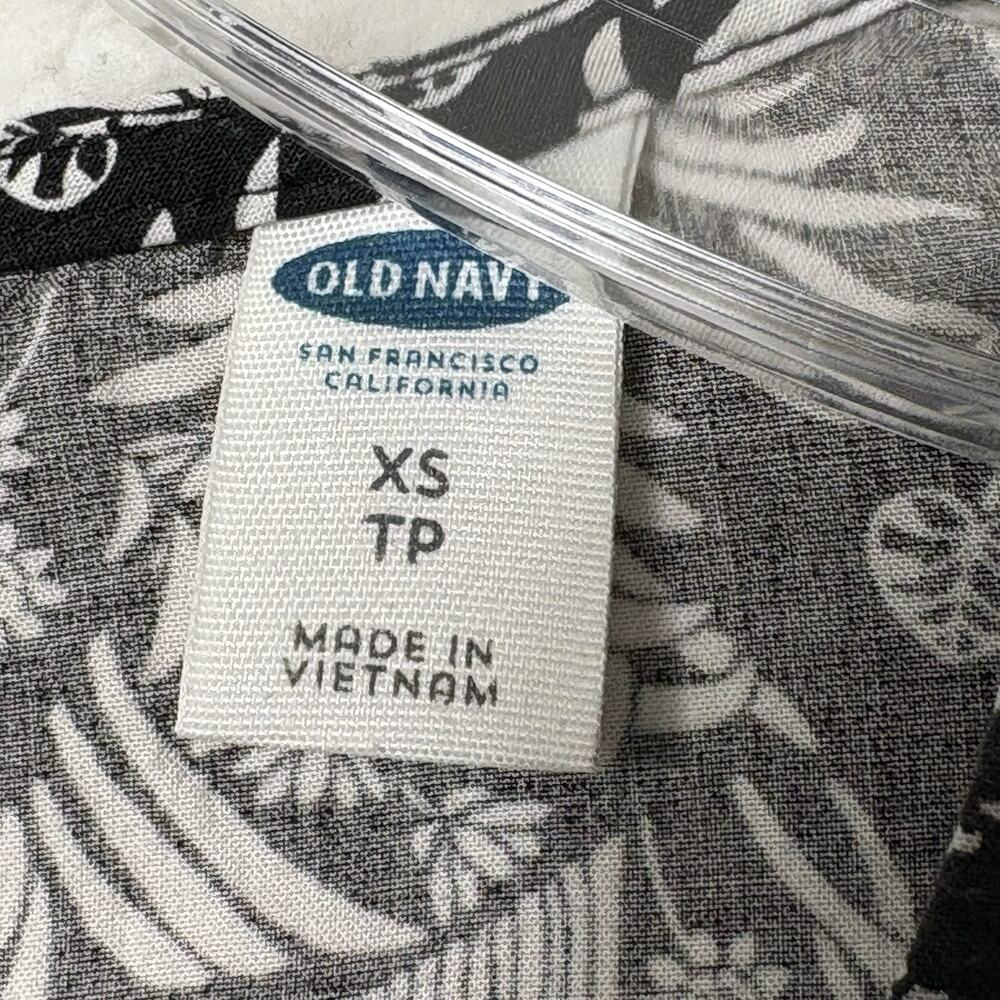 OLD NAVY
SAN FRANCISCO
CALIFORNIA
XS
TP
MADE IN
VIETNAM